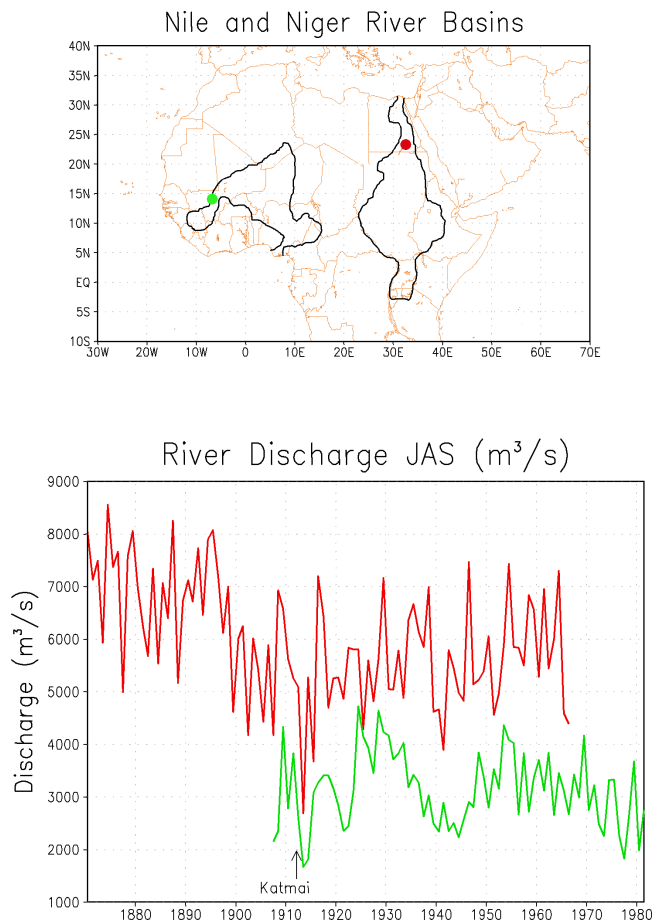 Nile and Niger River Basins
40N
35N
30N
25N
20N
15N
10N
5N
EQ
5S
10S
30W 20W 10W 0 10E 20E 30E 40E 50E 60E 70E
River Discharge JAS (m³/s)
Discharge (m³/s)
9000
8000
7000
6000
5000
4000
3000
2000
1000
Katmai
1880 1890 1900 1910 1920 1930 1940 1950 1960 1970 1980